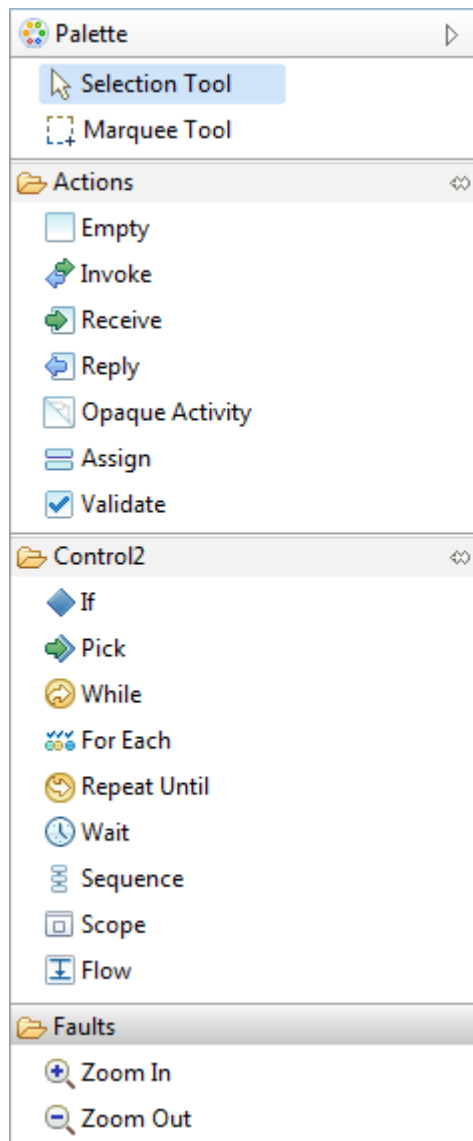 Palette
Selection Tool
Marquee Tool
Actions
Empty
Invoke
Receive
Reply
Opaque Activity
Assign
Validate
Control2
If
Pick
While
For Each
Repeat Until
Wait
Sequence
Scope
Flow
Faults
Zoom In
Zoom Out